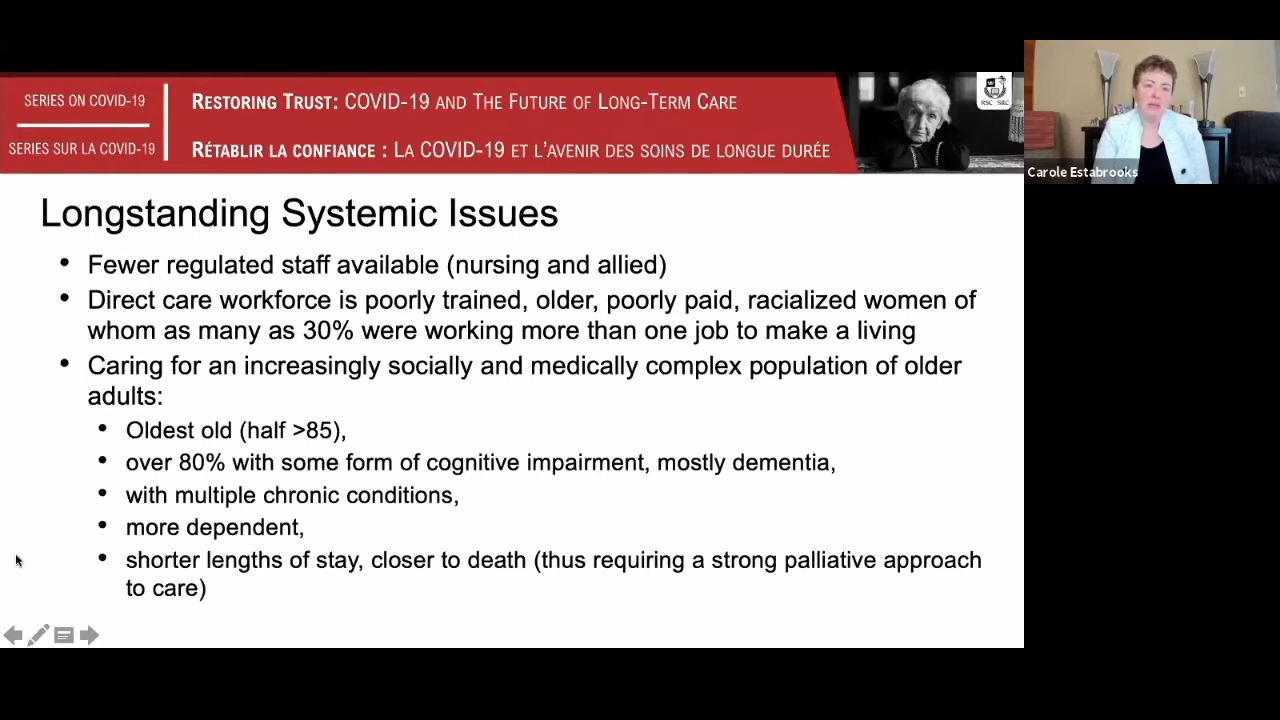 SERIES ON COVID-19
SERIES SUR LA COVID-19
RESTORING TRUST: COVID-19 AND THE FUTURE OF LONG-TERM CARE
RÉTABLIR LA CONFIANCE : LA COVID-19 ET L'AVENIR DES SOINS DE LONGUE DURÉE
RSC SRC
Carole Estabrooks
Longstanding Systemic Issues
• Fewer regulated staff available (nursing and allied)
• Direct care workforce is poorly trained, older, poorly paid, racialized women of
whom as many as 30% were working more than one job to make a living
• Caring for an increasingly socially and medically complex population of older
adults:
• Oldest old (half >85),
• over 80% with some form of cognitive impairment, mostly dementia,
• with multiple chronic conditions,
• more dependent,
• shorter lengths of stay, closer to death (thus requiring a strong palliative approach
to care)